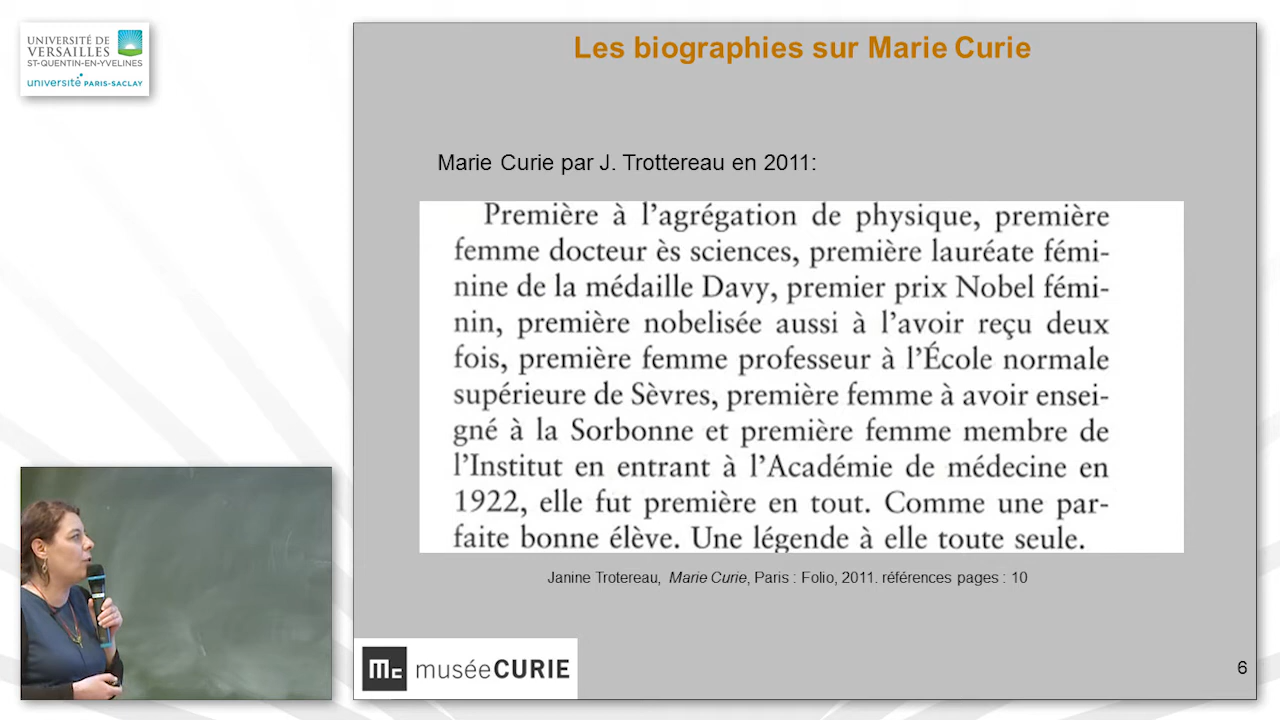 UNIVERSITÉ DE
VERSAILLES
ST-QUENTIN-EN-YVELINES
université PARIS-SACLAY
Les biographies sur Marie Curie
Marie Curie par J. Trottereau en 2011:
Première à l'agrégation de physique, première
femme docteur ès sciences, première lauréate fémi-
nine de la médaille Davy, premier prix Nobel fémi-
nin, première nobelisée aussi à l'avoir reçu deux
fois, première femme professeur à l'École normale
supérieure de Sèvres, première femme à avoir ensei-
gné à la Sorbonne et première femme membre de
l'Institut en entrant à l'Académie de médecine en
1922, elle fut première en tout. Comme une par-
faite bonne élève. Une légende à elle toute seule.
Janine Trotereau, Marie Curie, Paris : Folio, 2011. références pages : 10
Mc muséeCURIE
6